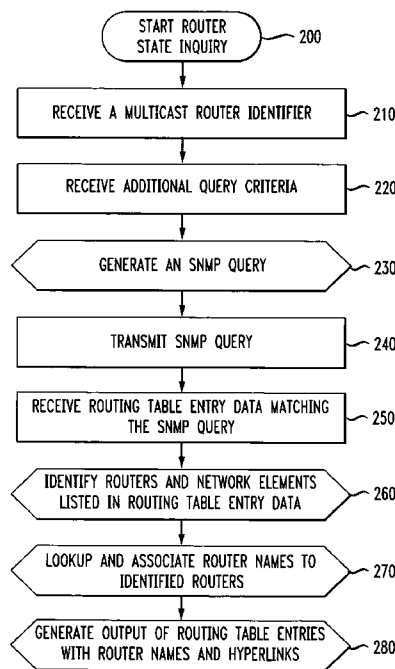 START ROUTER
STATE INQUIRY
200
RECEIVE A MULTICAST ROUTER IDENTIFIER
210
RECEIVE ADDITIONAL QUERY CRITERIA
220
GENERATE AN SNMP QUERY
230
TRANSMIT SNMP QUERY
240
RECEIVE ROUTING TABLE ENTRY DATA MATCHING
THE SNMP QUERY
250
IDENTIFY ROUTERS AND NETWORK ELEMENTS
LISTED IN ROUTING TABLE ENTRY DATA
260
LOOKUP AND ASSOCIATE ROUTER NAMES TO
IDENTIFIED ROUTERS
270
GENERATE OUTPUT OF ROUTING TABLE ENTRIES
WITH ROUTER NAMES AND HYPERLINKS
280